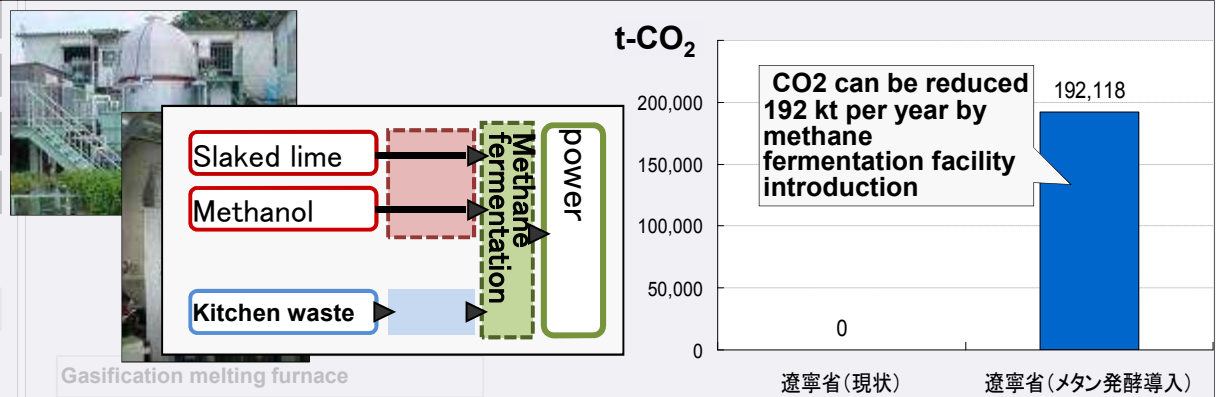 Slaked lime
Methanol
Kitchen waste
Methane
fermentation
power
Gasification melting furnace
t-CO₂
CO2 can be reduced
192 kt per year by
methane
fermentation facility
introduction
192,118
0
200,000
150,000
100,000
50,000
0
遼寧省(現状)
遼寧省(メタン発酵導入)